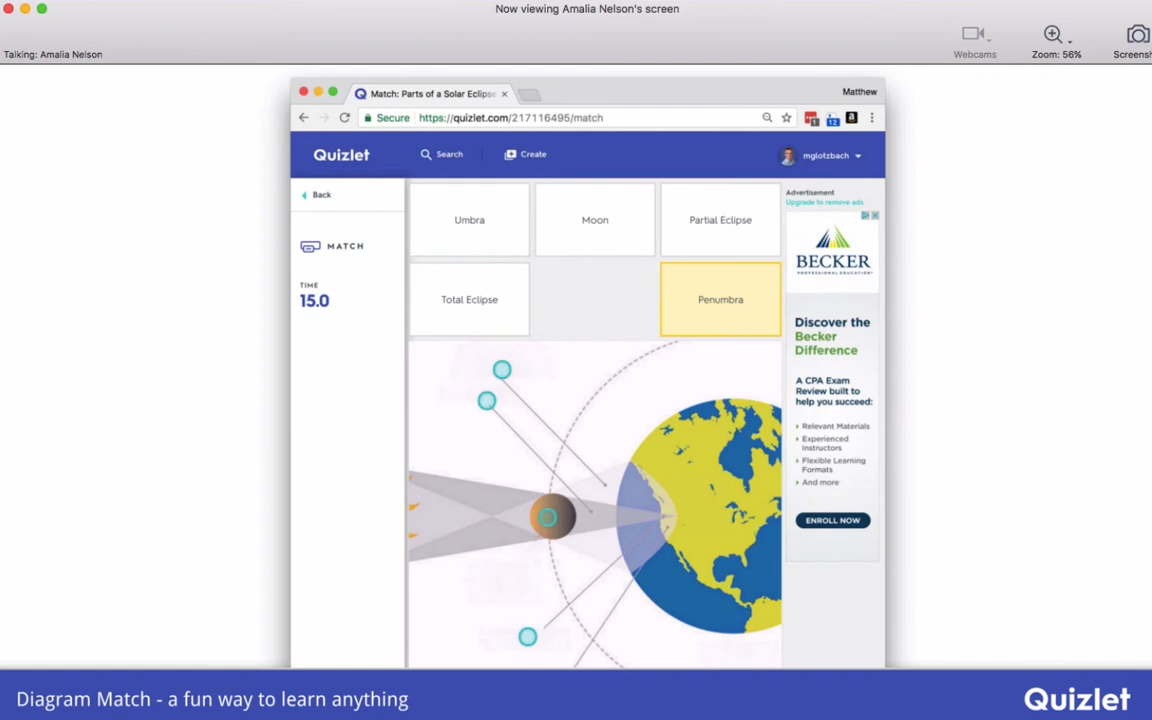 Now viewing Amalia Nelson's screen
Talking: Amalia Nelson
Webcams
Zoom: 56%
Screensh
Match: Parts of a Solar Eclipse
Matthew
Secure
https://quizlet.com/217116495/match
1
12
a
Quizlet
Search
Create
mglotzbach
Back
MATCH
TIME
15.0
Umbra
Moon
Partial Eclipse
Total Eclipse
Penumbra
Advertisement
Upgrade to remove ads
BECKER
PROFESSIONAL EDUCATION
Discover the
Becker
Difference
A CPA Exam
Review built to
help you succeed:
Relevant Materials
Experienced
Instructors
Flexible Learning
Formats
And more
ENROLL NOW
Diagram Match - a fun way to learn anything
Quizlet